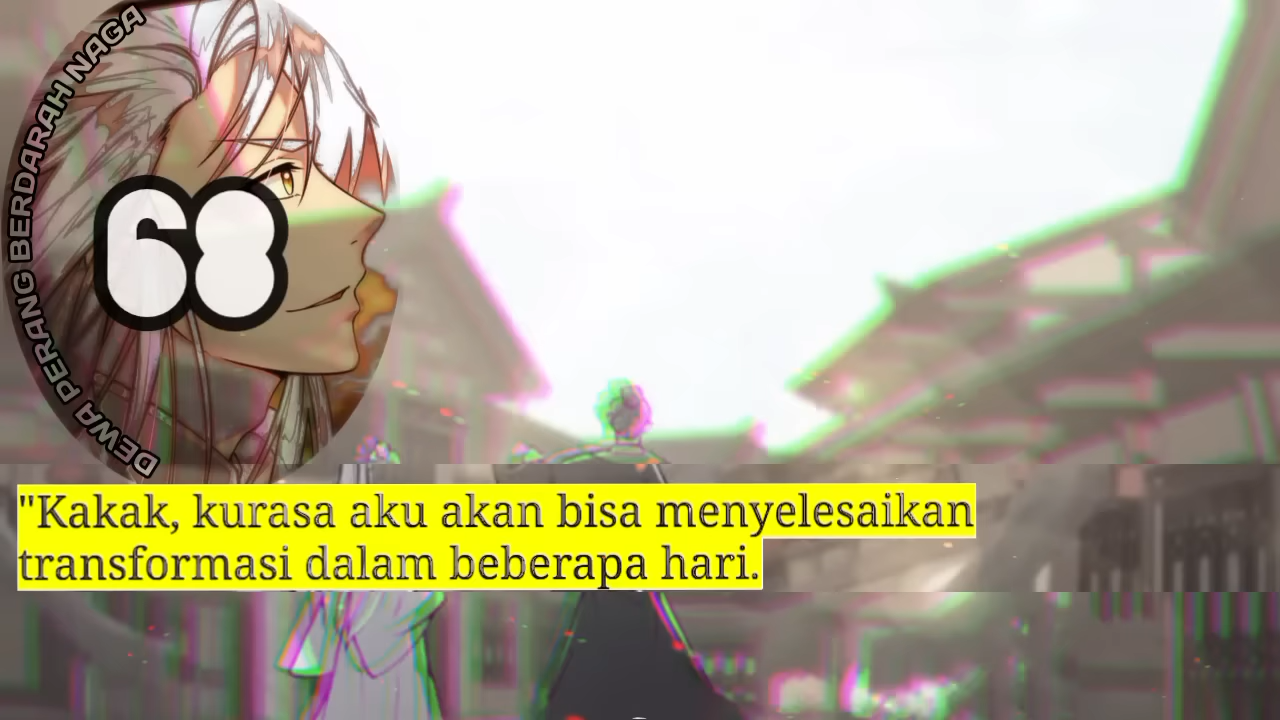 DEWA PERANG BERDARAH NAGA
68
"Kakak, kurasa aku akan bisa menyelesaikan
transformasi dalam beberapa hari.